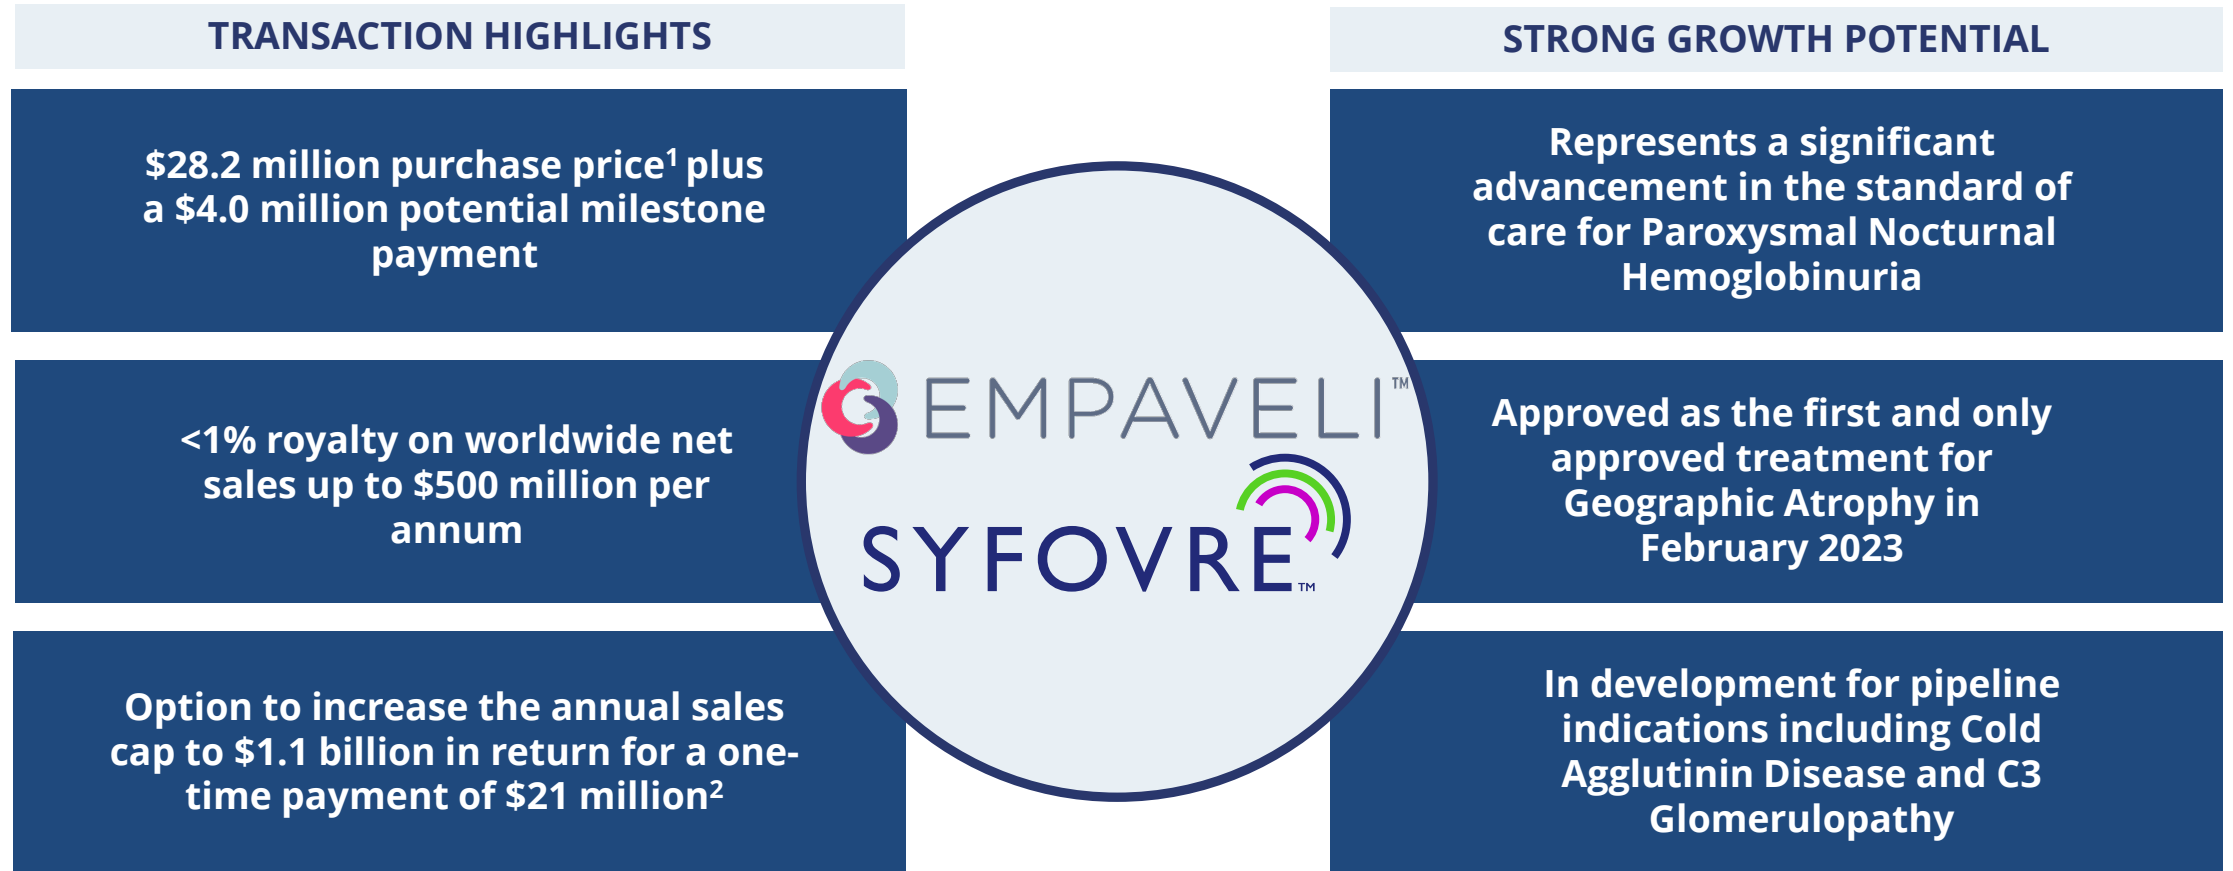 TRANSACTION HIGHLIGHTS
$28.2 million purchase price¹ plus
a $4.0 million potential milestone
payment
<1% royalty on worldwide net
sales up to $500 million per
annum
Option to increase the annual sales
cap to $1.1 billion in return for a one-
time payment of $21 million²
EMPAVELI™
SYFOVRE™
STRONG GROWTH POTENTIAL
Represents a significant
advancement in the standard of
care for Paroxysmal Nocturnal
Hemoglobinuria
Approved as the first and only
approved treatment for
Geographic Atrophy in
February 2023
In development for pipeline
indications including Cold
Agglutinin Disease and C3
Glomerulopathy